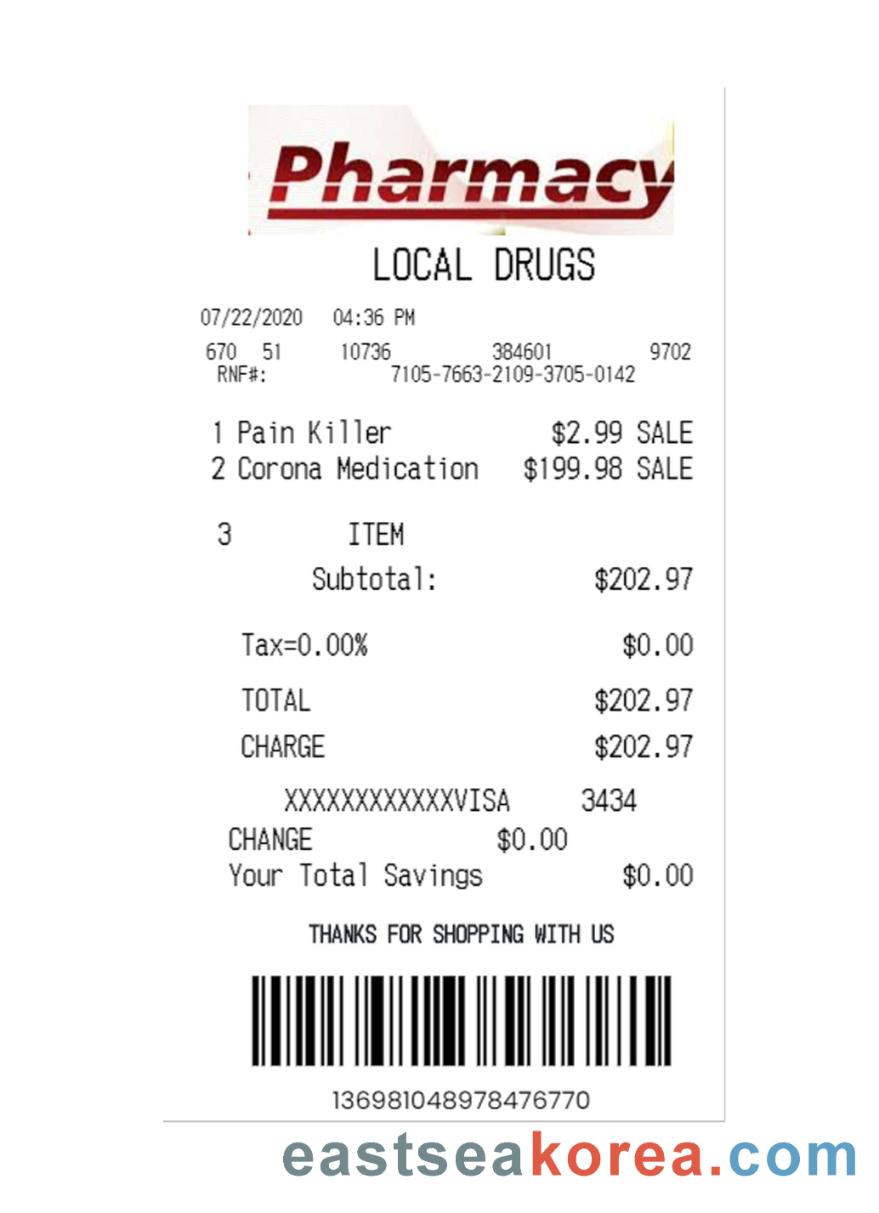 Pharmacy
LOCAL DRUGS
07/22/2020 04:36 PM
670 51 10736 384601 9702
RNF#: 7105-7663-2109-3705-0142
1 Pain Killer $2.99 SALE
2 Corona Medication $199.98 SALE
3 ITEM
Subtotal: $202.97
Tax=0.00% $0.00
TOTAL $202.97
CHARGE $202.97
XXXXXXXXXXXXVISA 3434
CHANGE $0.00
Your Total Savings $0.00
THANKS FOR SHOPPING WITH US
136981048978476770
eastseakorea.com